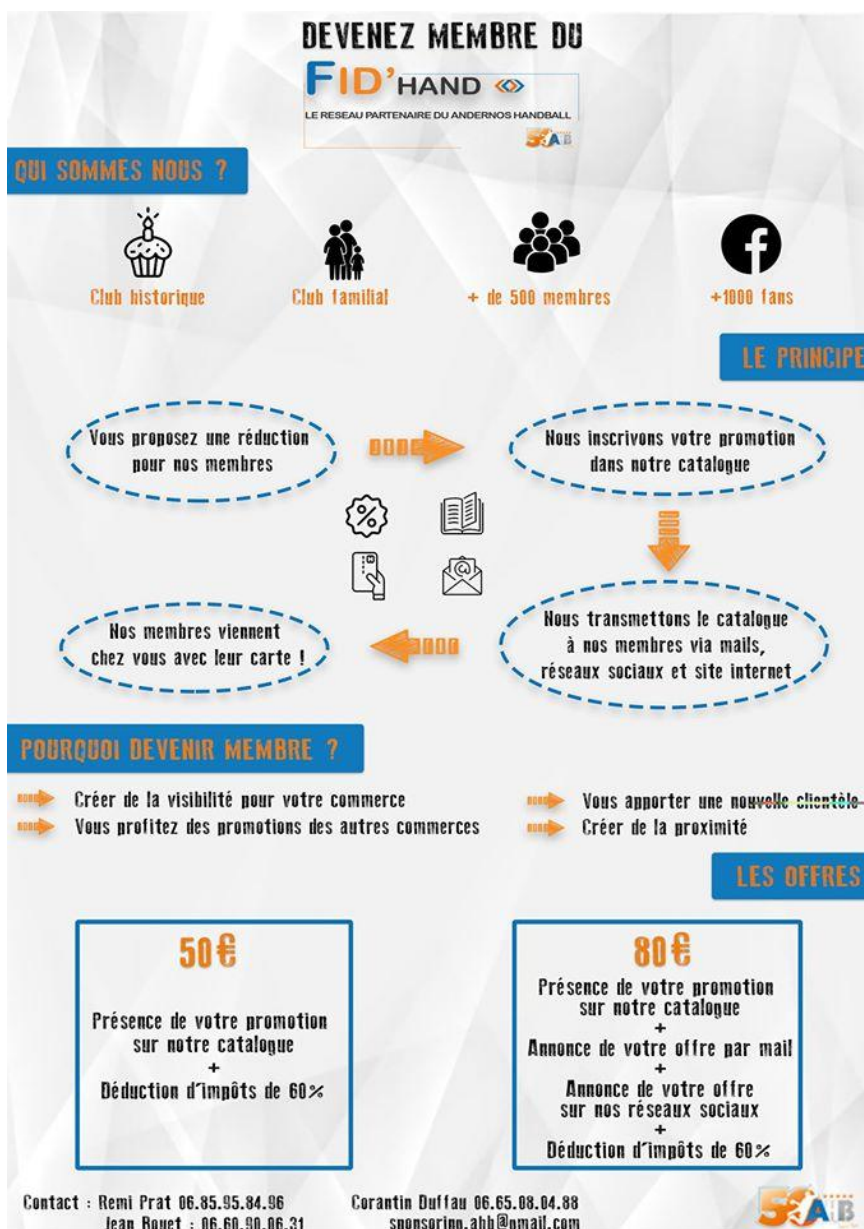 DEVENEZ MEMBRE DU
FID'HAND
LE RESEAU PARTENAIRE DU ANDERNOS HANDBALL
QUI SOMMES NOUS ?
Club historique
Club familial
+ de 500 membres
+1000 fans
LE PRINCIPE
Vous proposez une réduction
pour nos membres
Nous inscrivons votre promotion
dans notre catalogue
Nous transmettons le catalogue
à nos membres via mails,
réseaux sociaux et site internet
Nos membres viennent
chez vous avec leur carte !
POURQUOI DEVENIR MEMBRE ?
Créer de la visibilité pour votre commerce
Vous profitez des promotions des autres commerces
Vous apporter une nouvelle clientèle
Créer de la proximité
LES OFFRES
50€
Présence de votre promotion
sur notre catalogue
+
Déduction d'impôts de 60%
80€
Présence de votre promotion
sur notre catalogue
+
Annonce de votre offre par mail
+
Annonce de votre offre
sur nos réseaux sociaux
+
Déduction d'impôts de 60%
Contact : Remi Prat 06.85.95.84.96
Jean Bouet : 06.60.90.06.31
Corantin Duffau 06.65.08.04.88
sponsoring.ahb@gmail.com